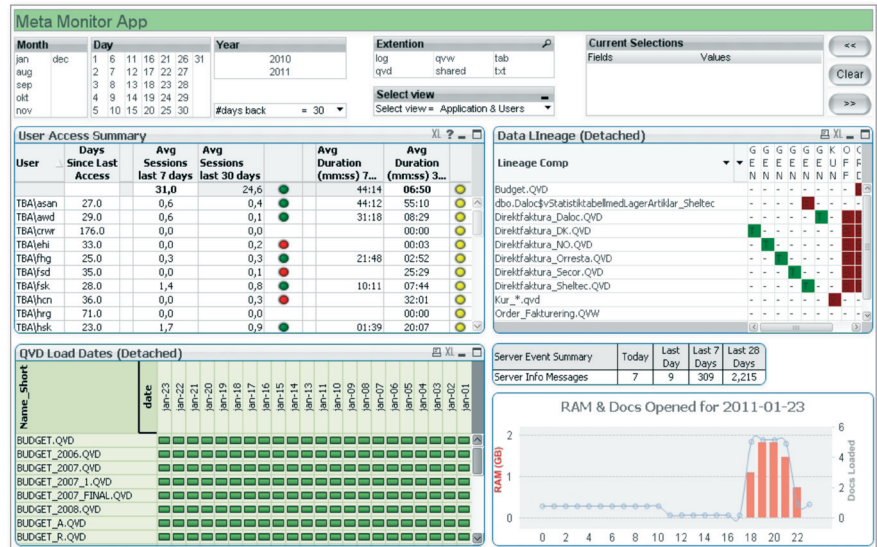 Meta Monitor App
Month Day Year Extention Current Selections
jan dec 1 6 11 16 21 26 31 2010 log qvw tab Fields Values <<
aug 2 7 12 17 22 27 2011 qvd shared txt
sep 3 8 13 18 23 28 Clear
okt 4 9 14 19 24 29 Select view
nov 5 10 15 20 25 30 #days back = 30 Select view = Application & Users >>
User Access Summary XL ? Data LIneage (Detached) XL
User Days Since Last Access Avg Sessions last 7 days Avg Sessions last 30 days Avg Duration (mm:ss) 7... Avg Duration (mm:ss) 3...
31,0 24,6 44:14 06:50
TBA\asan 27.0 0,6 0,4 44:12 55:10
TBA\awd 29.0 0,6 0,1 31:18 08:29
TBA\crwr 176.0 0,0 0,0 00:00
TBA\ehi 33.0 0,0 0,2 00:03
TBA\fhg 25.0 0,3 0,3 21:48 02:52
TBA\fsd 35.0 0,0 0,1 25:29
TBA\fsk 28.0 1,4 0,8 10:11 07:44
TBA\hcn 36.0 0,0 0,3 32:01
TBA\hrg 71.0 0,0 0,0 00:00
TBA\hsk 23.0 1,7 0,9 01:39 20:07
Lineage Comp GEN GEN GEN GEN GEN GEN KUN OFF
Budget.QVD - - - - - - - -
dbo.Daloc$vStatistiktabellmedLagerArtiklar_Sheltec
Direktfaktura_Daloc.QVD
Direktfaktura_DK.QVD
Direktfaktura_NO.QVD
Direktfaktura_Orresta.QVD
Direktfaktura_Secor.QVD
Direktfaktura_Sheltec.QVD
Kur_*.qvd
Order_Fakturering.QVW
QVD Load Dates (Detached) XL
Name_Short date jan-23 jan-22 jan-21 jan-20 jan-19 jan-18 jan-17 jan-16 jan-15 jan-14 jan-13 jan-11 jan-10 jan-09 jan-08 jan-07 jan-06 jan-05 jan-04 jan-03 jan-02 jan-01
BUDGET.QVD
BUDGET_2006.QVD
BUDGET_2007.QVD
BUDGET_2007_1.QVD
BUDGET_2007_FINAL.QVD
BUDGET_2008.QVD
BUDGET_A.QVD
BUDGET_R.QVD
Server Event Summary Today Last Day Last 7 Days Last 28 Days
Server Info Messages 7 9 309 2,215
RAM & Docs Opened for 2011-01-23
RAM (GB)
2
1
0
6
4
2
0
Docs Loaded
0 2 4 6 8 10 12 14 16 18 20 22